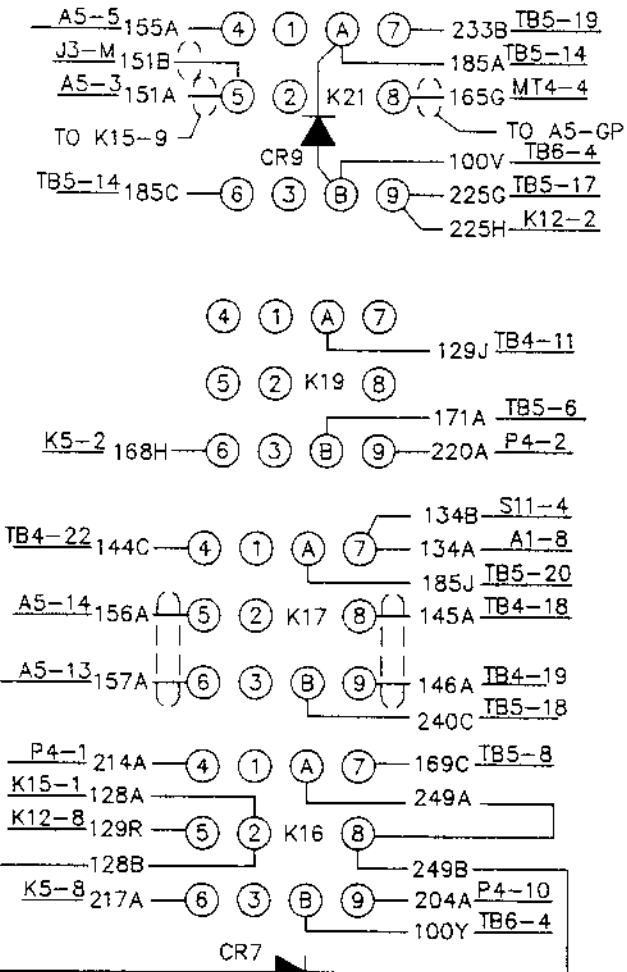 A5-5 155A 4 1 A 7 233B TB5-19
J3-M 151B 185A TB5-14
A5-3 151A 5 2 K21 8 165G MT4-4
TO K15-9 TO A5-GP
CR9 100V TB6-4
TB5-14 185C 6 3 B 9 225G TB5-17
225H K12-2
4 1 A 7
129J TB4-11
5 2 K19 8
171A TB5-6
K5-2 168H 6 3 B 9 220A P4-2
134B S11-4
TB4-22 144C 4 1 A 7 134A A1-8
185J TB5-20
A5-14 156A 5 2 K17 8 145A TB4-18
A5-13 157A 6 3 B 9 146A TB4-19
240C TB5-18
P4-1 214A 4 1 A 7 169C TB5-8
K15-1 128A 249A
K12-8 129R 5 2 K16 8
128B 249B
K5-8 217A 6 3 B 9 204A P4-10
100Y TB6-4
CR7